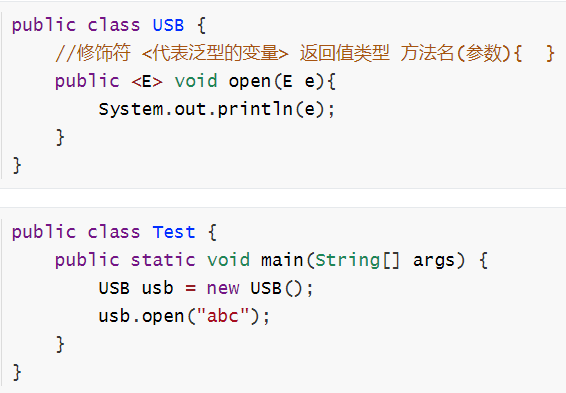 public class USB {
    //修饰符 <代表泛型的变量> 返回值类型 方法名(参数){  }
    public <E> void open(E e){
        System.out.println(e);
    }
}
public class Test {
    public static void main(String[] args) {
        USB usb = new USB();
        usb.open("abc");
    }
}